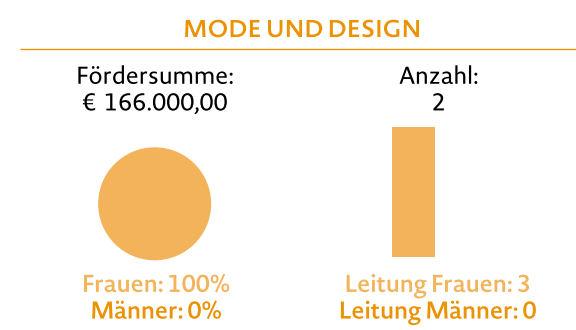 MODE UND DESIGN
Fördersumme:
€ 166.000,00
Anzahl:
2
Frauen: 100%
Männer: 0%
Leitung Frauen: 3
Leitung Männer: 0